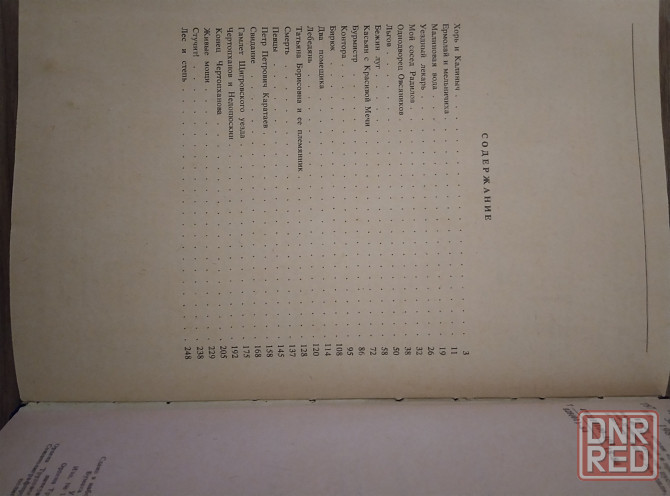 СОДЕРЖАНИЕ
Хорь и Калиныч . . . . . 3
Ермолай и мельничиха . . . . . 11
Малиновая вода . . . . . 19
Уездный лекарь . . . . . 26
Мой сосед Радилов . . . . . 32
Однодворец Овсяников . . . . . 38
Льгов . . . . . 50
Бежин луг . . . . . 58
Касьян с Красивой Мечи . . . . . 72
Бурмистр . . . . . 86
Контора . . . . . 95
Бирюк . . . . . 108
Два помещика . . . . . 114
Лебедянь . . . . . 120
Татьяна Борисовна и ее племянник . . . . . 128
Смерть . . . . . 137
Певцы . . . . . 145
Петр Петрович Каратаев . . . . . 158
Свидание . . . . . 168
Гамлет Щигровского уезда . . . . . 175
Чертопханов и Недопюскин . . . . . 192
Конец Чертопханова . . . . . 205
Живые мощи . . . . . 229
Стучит! . . . . . 238
Лес и степь . . . . . 248
DNR
RED